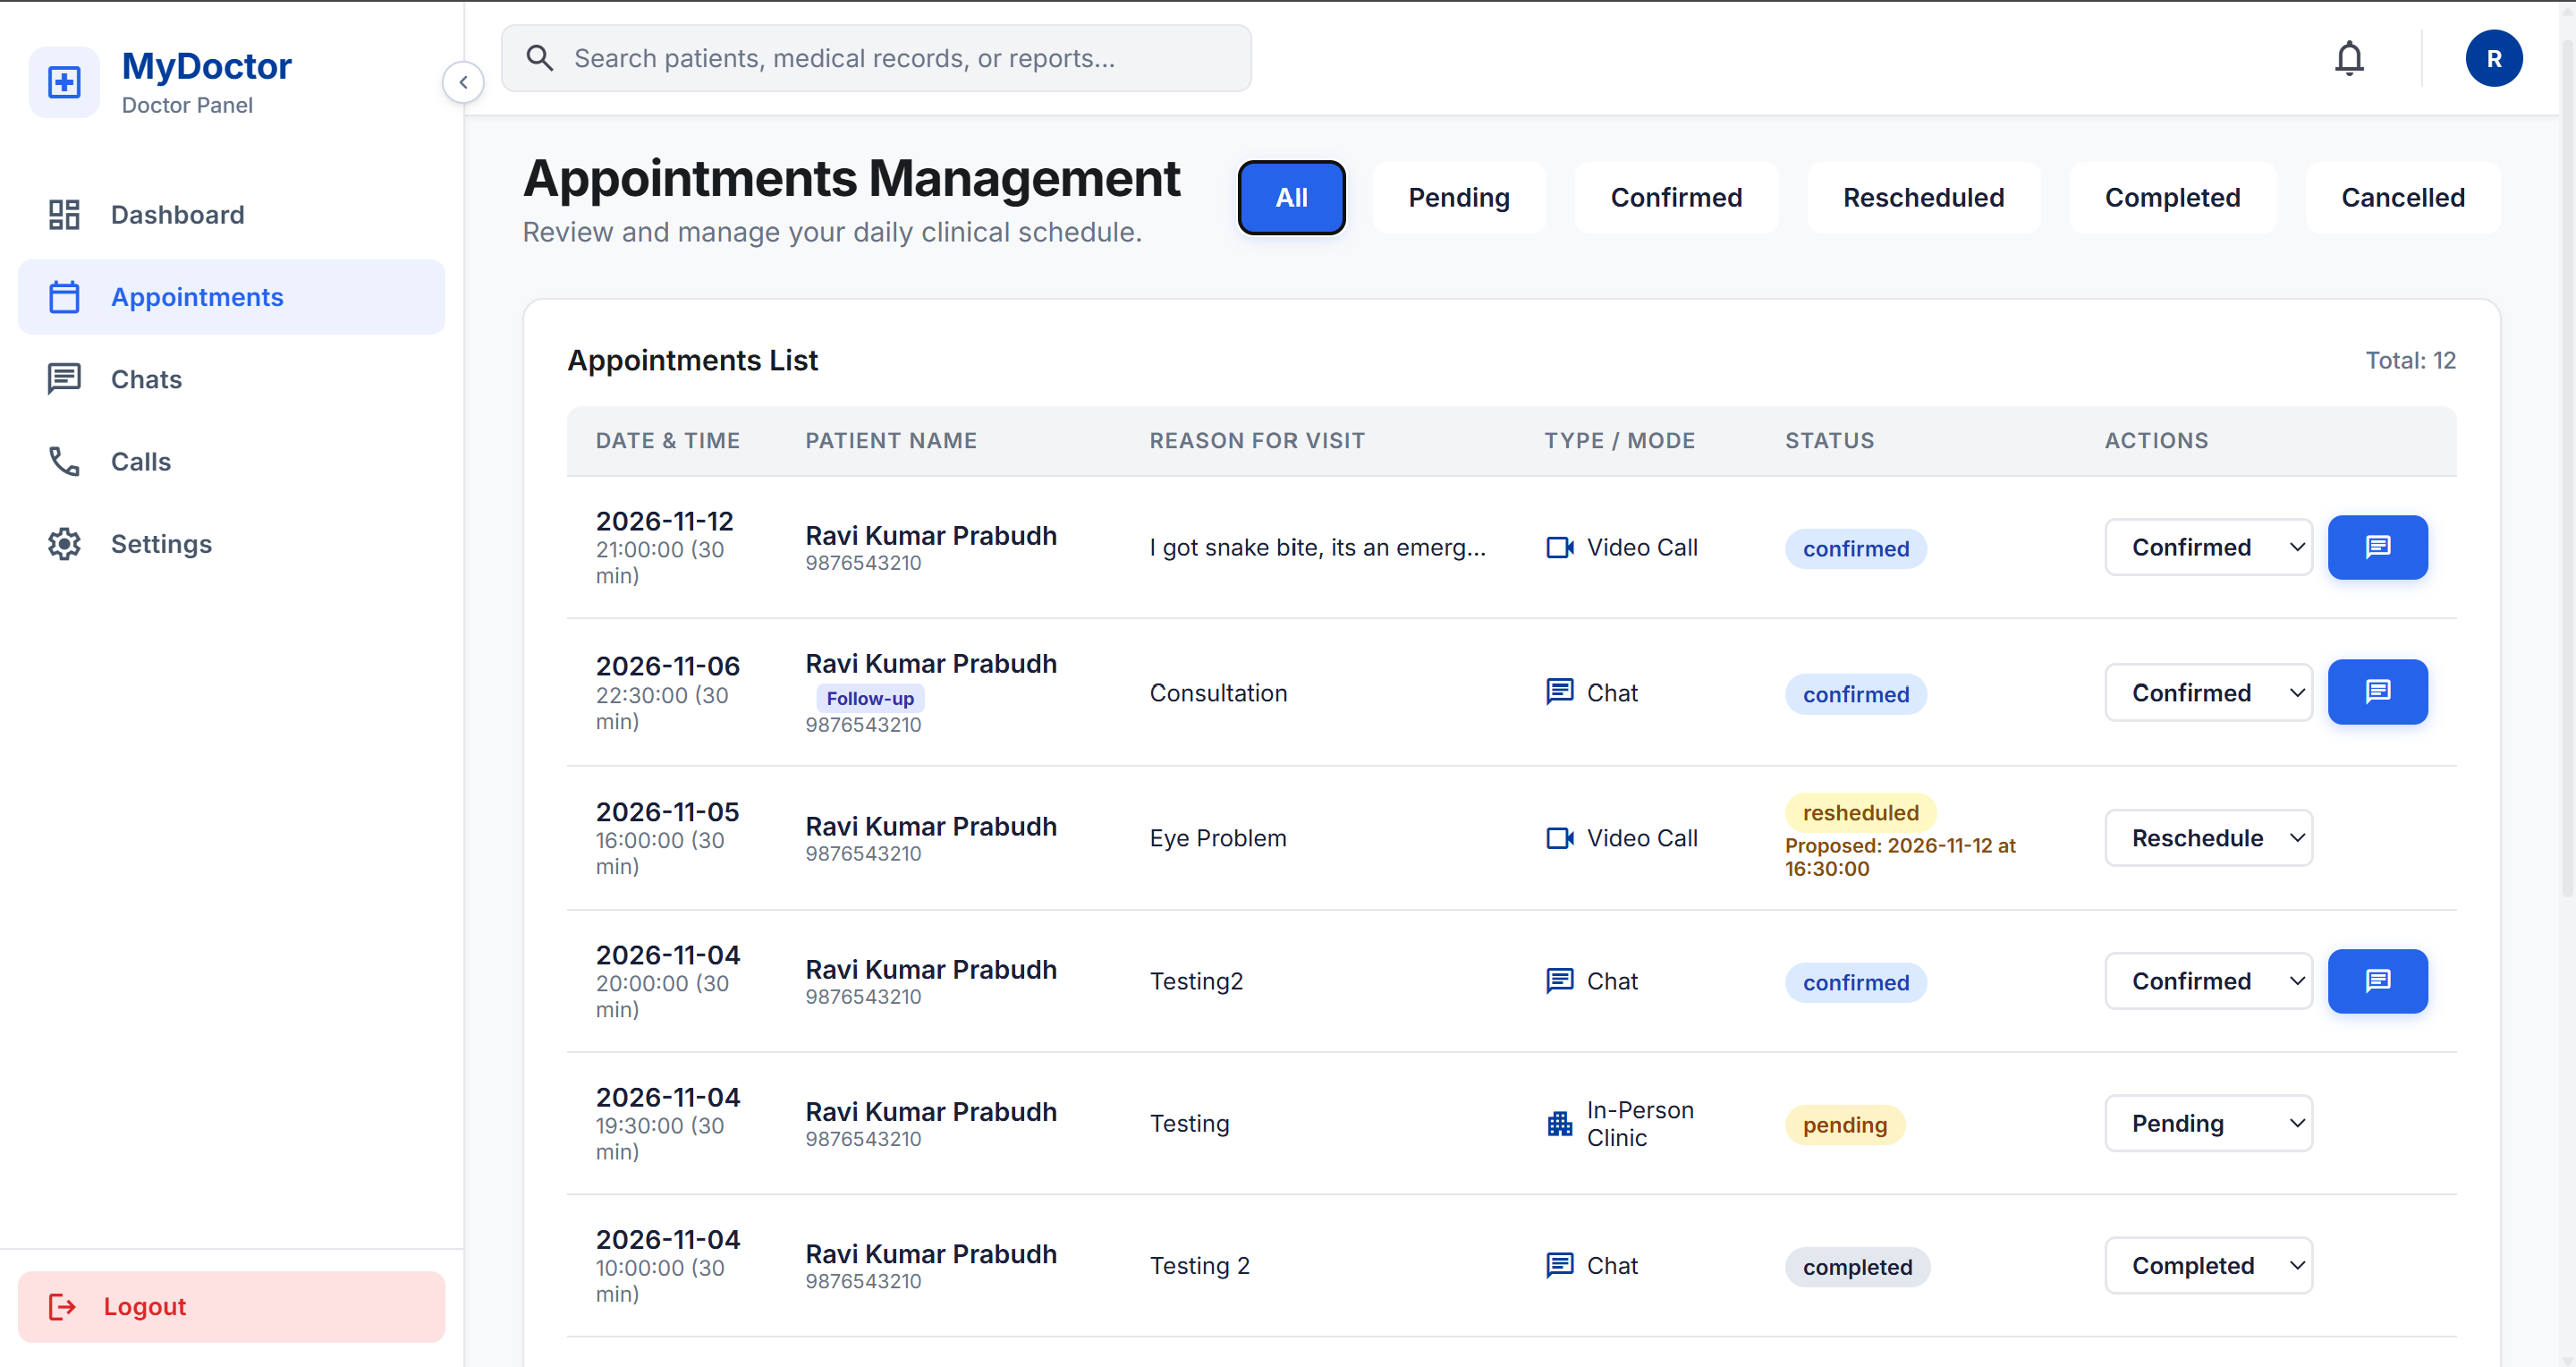 MyDoctor
Doctor Panel
Dashboard
Appointments
Chats
Calls
Settings
Logout
Search patients, medical records, or reports...
R
Appointments Management
Review and manage your daily clinical schedule.
All
Pending
Confirmed
Rescheduled
Completed
Cancelled
Appointments List
Total: 12
DATE & TIME PATIENT NAME REASON FOR VISIT TYPE / MODE STATUS ACTIONS
2026-11-12
21:00:00 (30
min)
Ravi Kumar Prabudh
9876543210
I got snake bite, its an emerg...
Video Call
confirmed
Confirmed
2026-11-06
22:30:00 (30
min)
Ravi Kumar Prabudh
Follow-up
9876543210
Consultation
Chat
confirmed
Confirmed
2026-11-05
16:00:00 (30
min)
Ravi Kumar Prabudh
9876543210
Eye Problem
Video Call
resheduled
Proposed: 2026-11-12 at
16:30:00
Reschedule
2026-11-04
20:00:00 (30
min)
Ravi Kumar Prabudh
9876543210
Testing2
Chat
confirmed
Confirmed
2026-11-04
19:30:00 (30
min)
Ravi Kumar Prabudh
9876543210
Testing
In-Person
Clinic
pending
Pending
2026-11-04
10:00:00 (30
min)
Ravi Kumar Prabudh
9876543210
Testing 2
Chat
completed
Completed